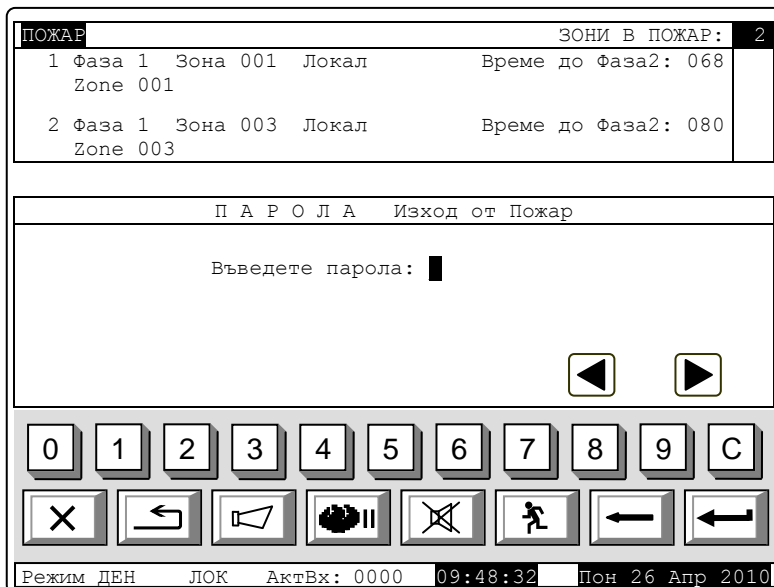 ПОЖАР ЗОНИ В ПОЖАР: 2
1 Фаза 1 Зона 001 Локал Време до Фаза2: 068
Zone 001
2 Фаза 1 Зона 003 Локал Време до Фаза2: 080
Zone 003
П А Р О Л А Изход от Пожар
Въведете парола:
0 1 2 3 4 5 6 7 8 9 C
Режим ДЕН ЛОК АктВх: 0000 09:48:32 Пон 26 Апр 2010